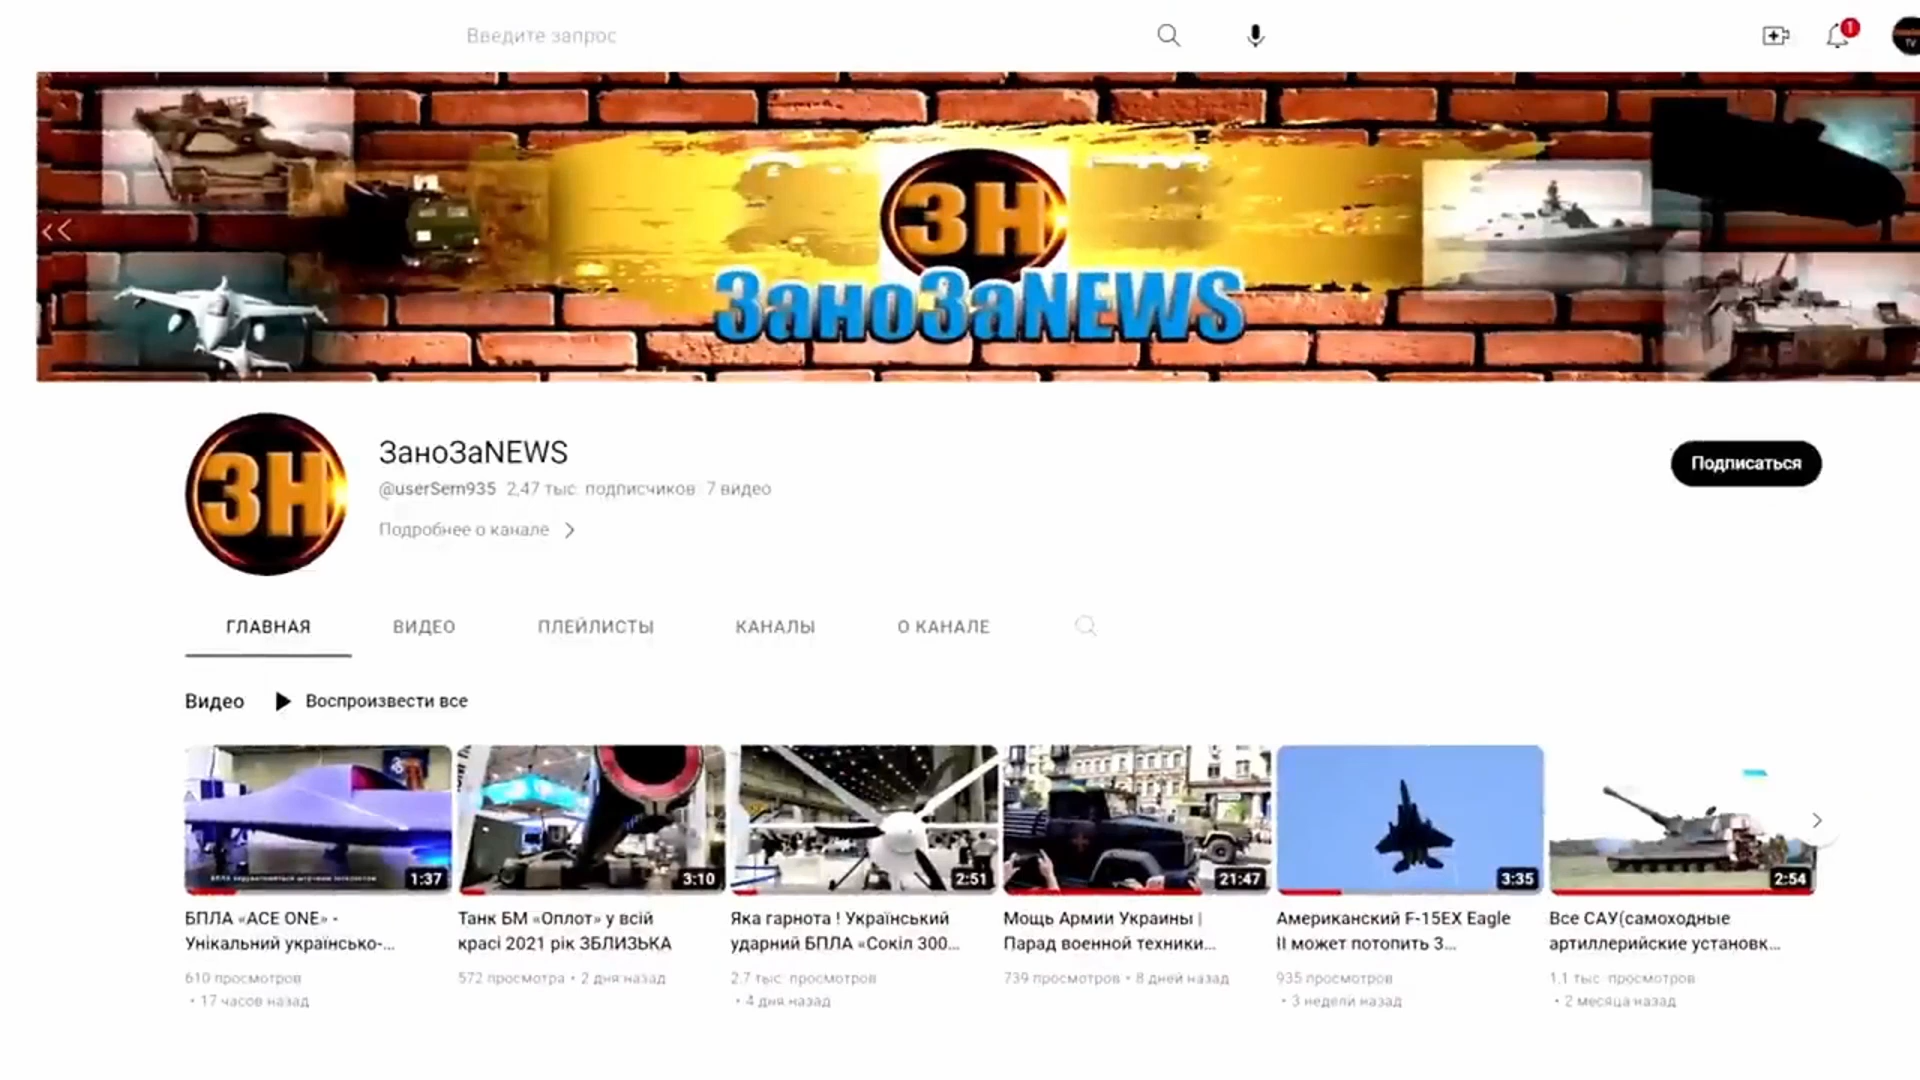 Введите запрос
1
TV
ЗН
ЗаноЗаNEWS
ЗН
ЗаноЗаNEWS
@userSem935 2,47 тыс. подписчиков 7 видео
Подробнее о канале
Подписаться
ГЛАВНАЯ ВИДЕО ПЛЕЙЛИСТЫ КАНАЛЫ О КАНАЛЕ
Видео Воспроизвести все
1:37 3:10 2:51 21:47 3:35 2:54
БПЛА «ACE ONE» -
Унікальний українсько-...
610 просмотров
• 17 часов назад
Танк БМ «Оплот» у всій
красі 2021 рік ЗБЛИЗЬКА
572 просмотра • 2 дня назад
Яка гарнота ! Український
ударний БПЛА «Сокіл 300...
2,7 тыс. просмотров
• 4 дня назад
Мощь Армии Украины |
Парад военной техники...
739 просмотров • 8 дней назад
Американский F-15EX Eagle
II может потопить 3...
935 просмотров
• 3 недели назад
Все САУ(самоходные
артиллерийские установк...
1,1 тыс. просмотров
• 2 месяца назад